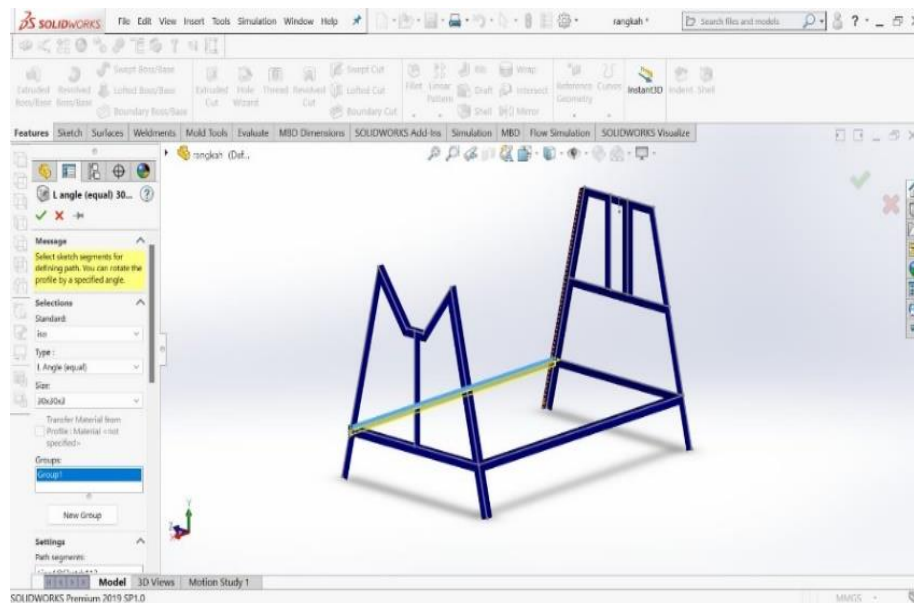 SOLIDWORKS File Edit View Insert Tools Simulation Window Help rangkah * Search files and models
Swept Boss/Base Swept Cut Rib Wrap
Extruded Revolved Lofted Boss/Base Extruded Hole Thread Revolved Lofted Cut Fillet Linear Draft Intersect Reference Curves Instant3D Indent Shell
Boss/Base Boss/Base Boundary Boss/Base Cut Wizard Cut Boundary Cut Pattern Shell Mirror Geometry
Features Sketch Surfaces Weldments Mold Tools Evaluate MBD Dimensions SOLIDWORKS Add-Ins Simulation MBD Flow Simulation SOLIDWORKS Visualize
rangkah (Def...
L angle (equal) 30...
Message
Select sketch segments for
defining path. You can rotate the
profile by a specified angle.
Selections
Standard:
iso
Type :
L Angle (equal)
Size:
30x30x3
Transfer Material from
Profile : Material <not
specified>
Groups:
Group1
New Group
Settings
Path segments:
Model 3D Views Motion Study 1
SOLIDWORKS Premium 2019 SP1.0 MMGS